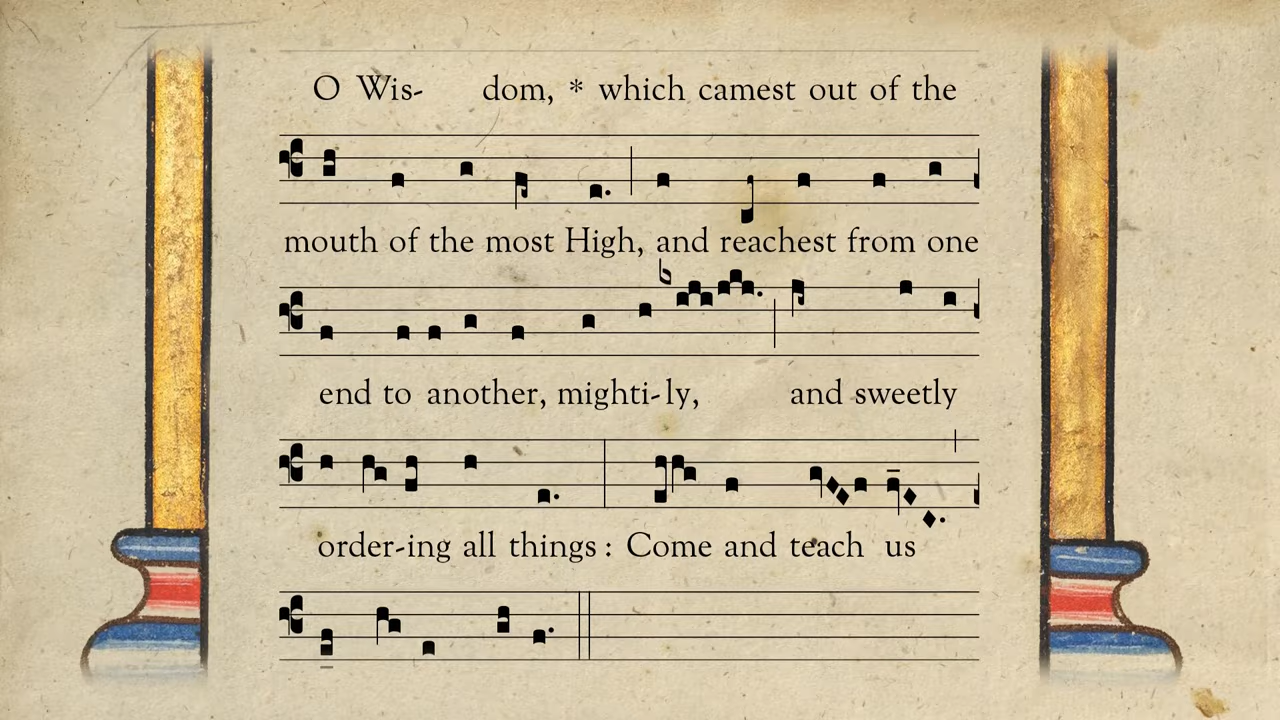 O Wis- dom, * which camest out of the
mouth of the most High, and reachest from one
end to another, mighti-ly, and sweetly
order-ing all things : Come and teach us